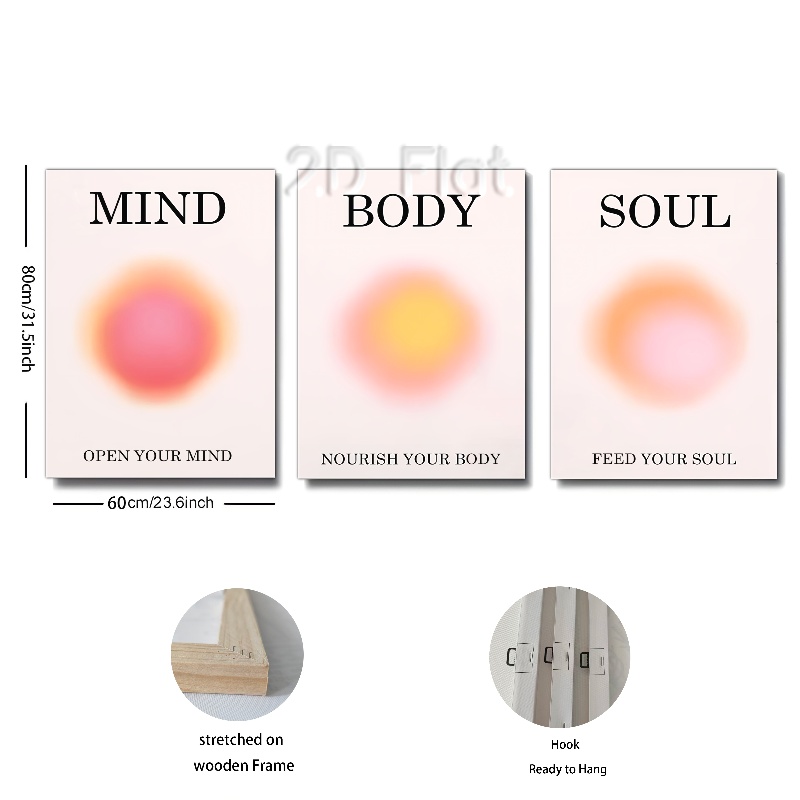 2D Flat
MIND
BODY
SOUL
80cm/31.5inch
OPEN YOUR MIND
NOURISH YOUR BODY
FEED YOUR SOUL
60cm/23.6inch
stretched on
wooden Frame
Hook
Ready to Hang